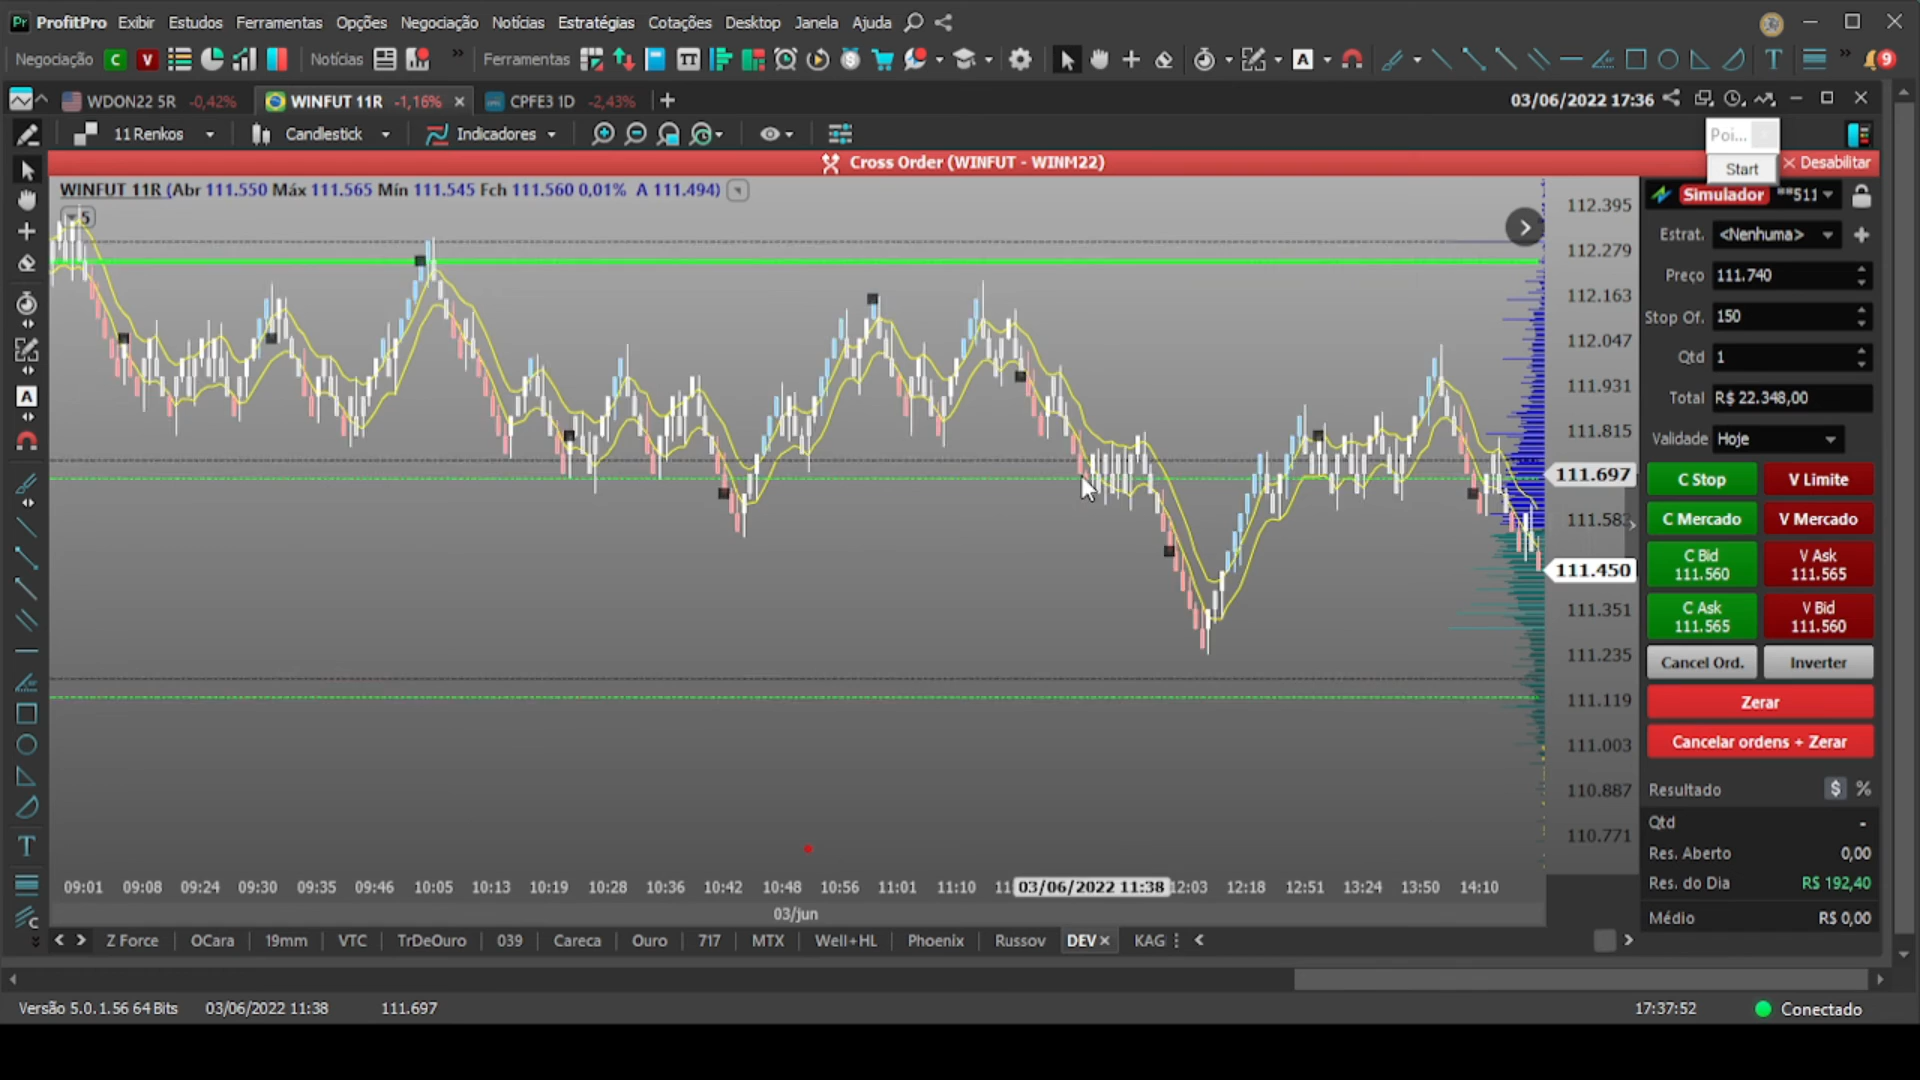 ProfitPro Exibir Estudos Ferramentas Opções Negociação Notícias Estratégias Cotações Desktop Janela Ajuda
Negociação C V Notícias Ferramentas A T 9
WDON22 5R -0,42% WINFUT 11R -1,16% CPFE3 1D -2,43% 03/06/2022 17:36
11 Renkos Candlestick Indicadores Poi...
Cross Order (WINFUT - WINM22) Desabilitar
Start
WINFUT 11R (Abr 111.550 Máx 111.565 Mín 111.545 Fch 111.560 0,01% A 111.494)
5
112.395
112.279
112.163
112.047
111.931
111.815
111.697
111.450
111.351
111.235
111.119
111.003
110.887
110.771
Simulador **511
Estrat. <Nenhuma>
Preço 111.740
Stop Of. 150
Qtd 1
Total R$ 22.348,00
Validade Hoje
C Stop V Limite
C Mercado V Mercado
C Bid V Ask
111.560 111.565
C Ask V Bid
111.565 111.560
Cancel Ord. Inverter
Zerar
Cancelar ordens + Zerar
Resultado $ %
Qtd -
Res. Aberto 0,00
Res. do Dia R$ 192,40
Médio R$ 0,00
A
T
C
09:01 09:08 09:24 09:30 09:35 09:46 10:05 10:13 10:19 10:28 10:36 10:42 10:48 10:56 11:01 11:10 03/06/2022 11:38 12:03 12:18 12:51 13:24 13:50 14:10
03/jun
Z Force OCara 19mm VTC TrDeOuro 039 Careca Ouro 717 MTX Well+HL Phoenix Russov DEV KAG
Versão 5.0.1.56 64 Bits 03/06/2022 11:38 111.697 17:37:52 Conectado